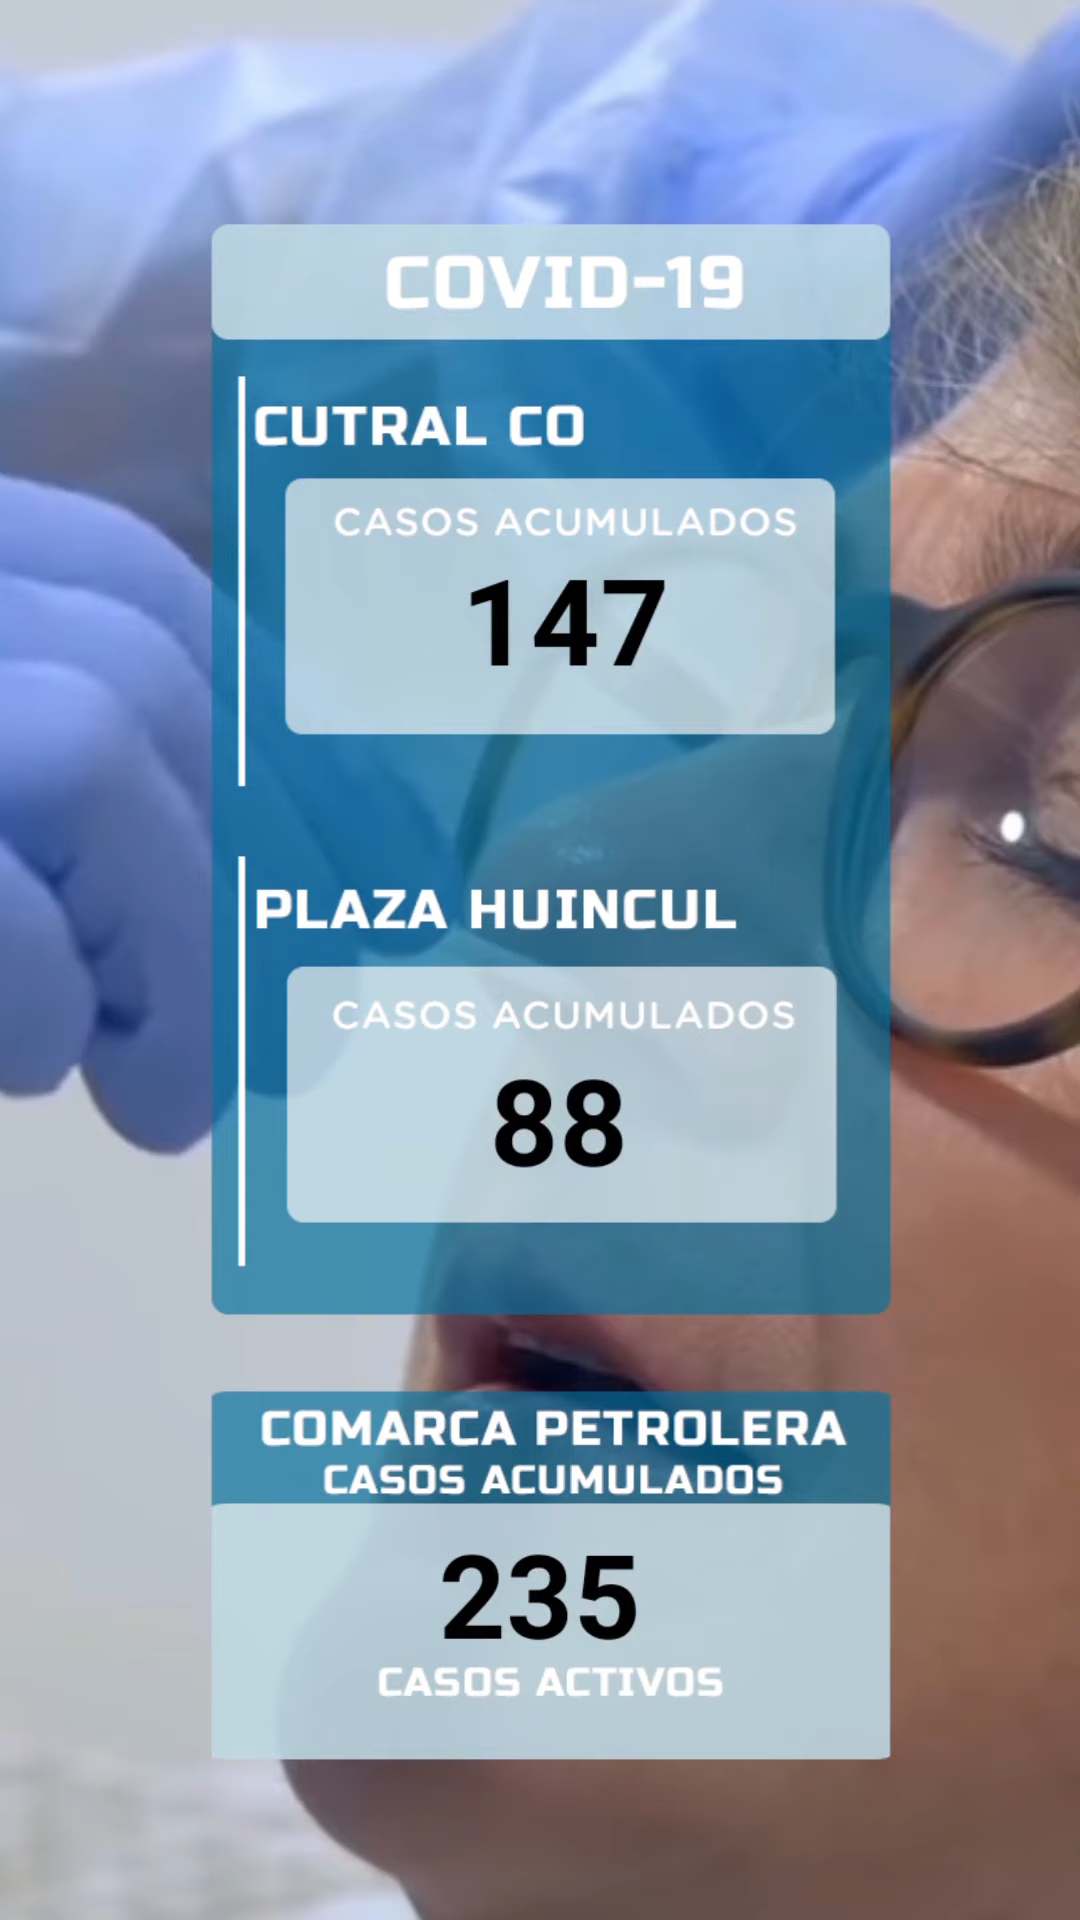 COVID-19
CUTRAL CO
CASOS ACUMULADOS
147
PLAZA HUINCUL
CASOS ACUMULADOS
88
COMARCA PETROLERA
CASOS ACUMULADOS
235
CASOS ACTIVOS